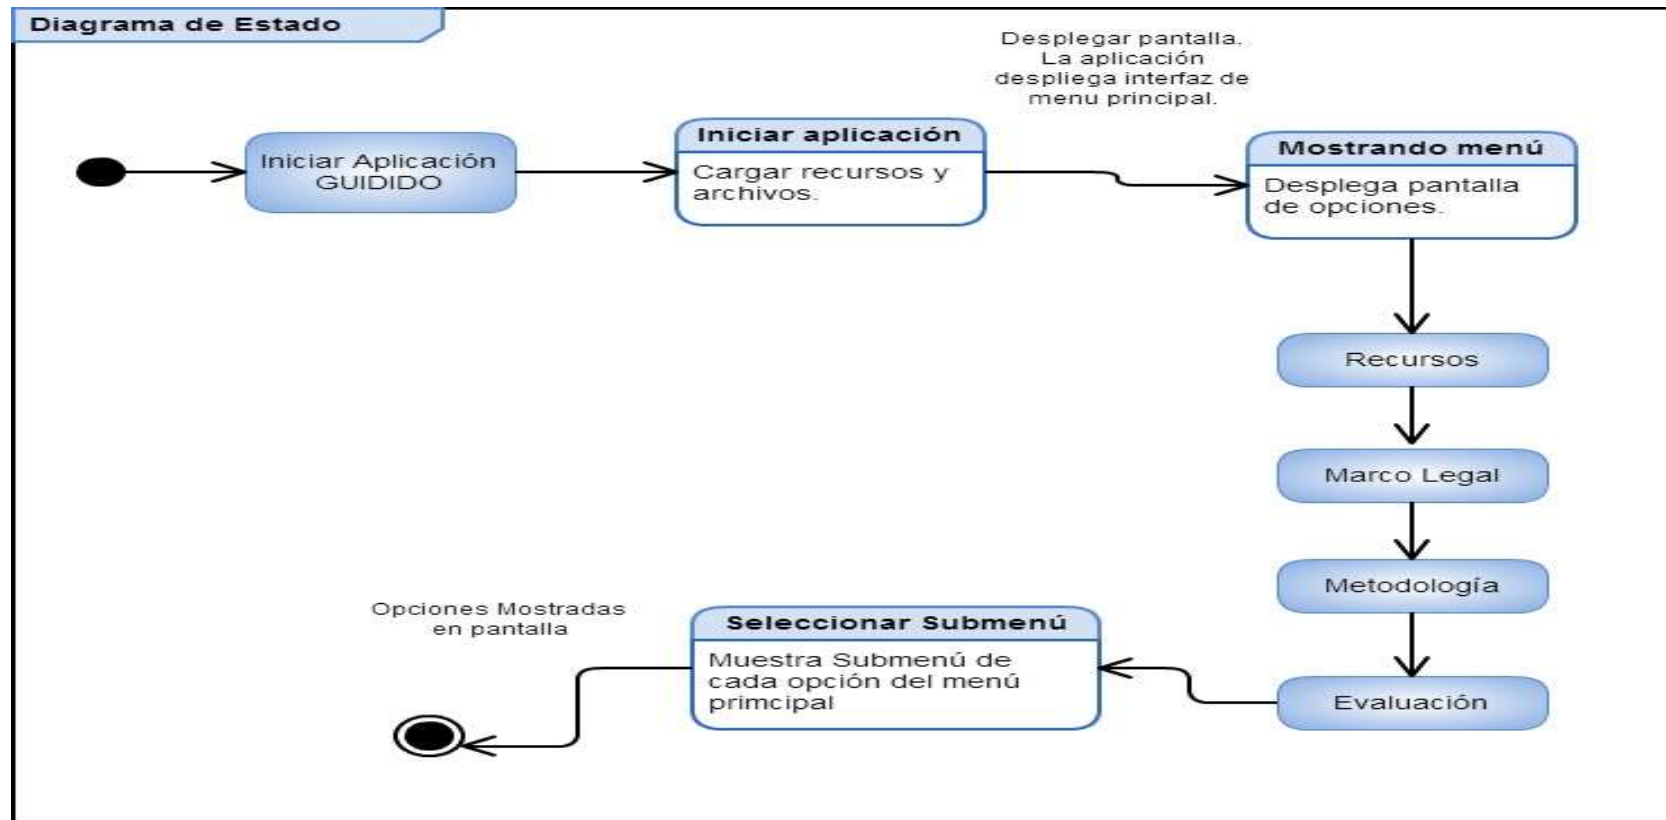 Diagrama de Estado
Desplegar pantalla.
La aplicación
despliega interfaz de
menu principal.
Iniciar Aplicación
GUIDIDO
Iniciar aplicación
Cargar recursos y
archivos.
Mostrando menú
Desplega pantalla
de opciones.
Recursos
Marco Legal
Metodología
Evaluación
Seleccionar Submenú
Muestra Submenú de
cada opción del menú
primcipal
Opciones Mostradas
en pantalla